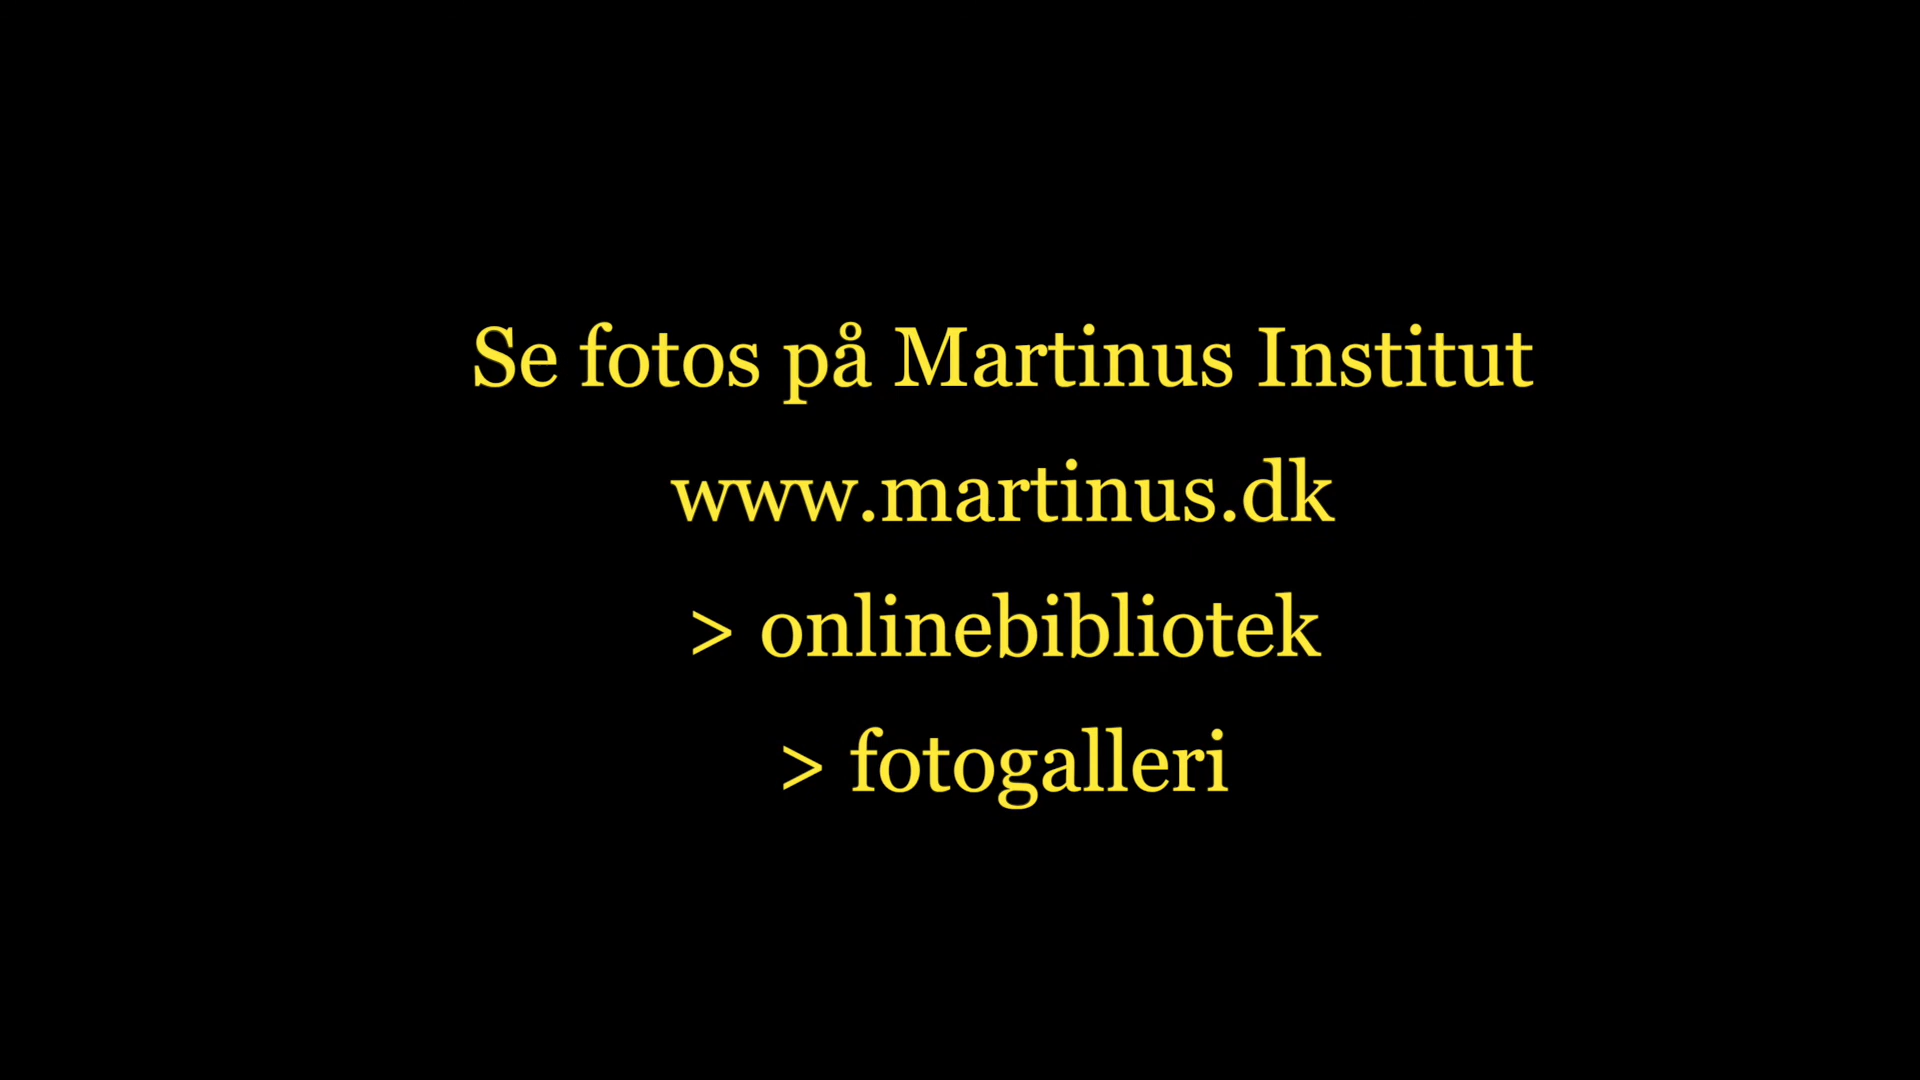 Se fotos på Martinus Institut
www.martinus.dk
> onlinebibliotek
> fotogalleri